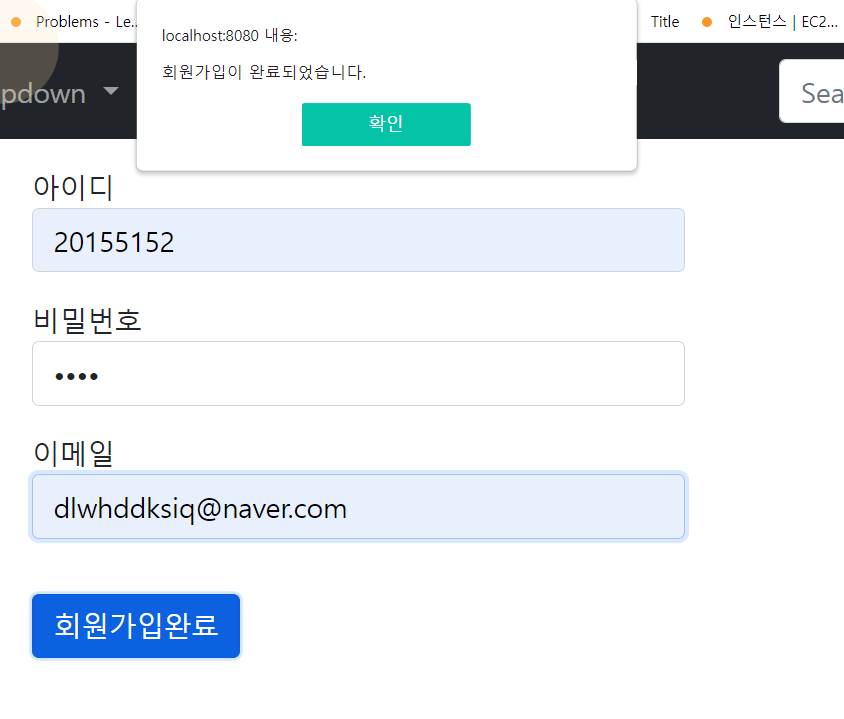 Problems - Le...
Title
인스턴스 | EC2...
localhost:8080 내용:
회원가입이 완료되었습니다.
확인
pdown
Sea
아이디
20155152
비밀번호
••••
이메일
dlwhddksiq@naver.com
회원가입완료